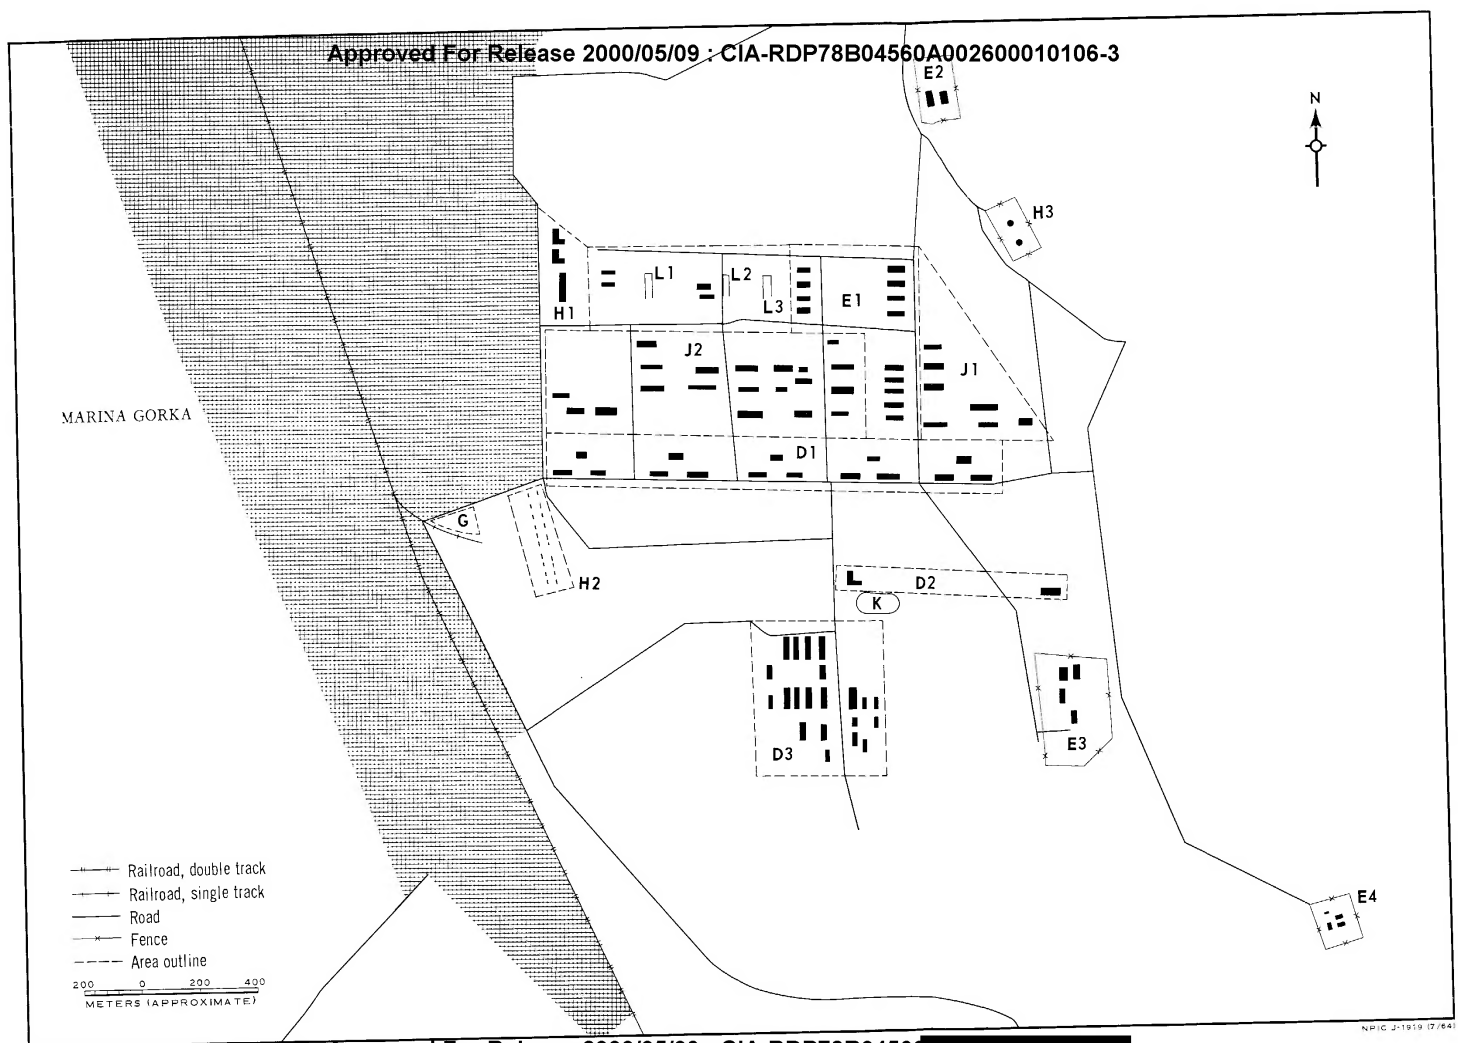 Approved For Release 2000/05/09 : CIA-RDP78B04560A002600010106-3
E2
N
H3
L1
L2
L3
E1
H1
J2
J1
MARINA GORKA
D1
G
H2
D2
K
D3
E3
E4
Railroad, double track
Railroad, single track
Road
Fence
Area outline
200 0 200 400
METERS (APPROXIMATE)
NPIC J-1919 (7/64)